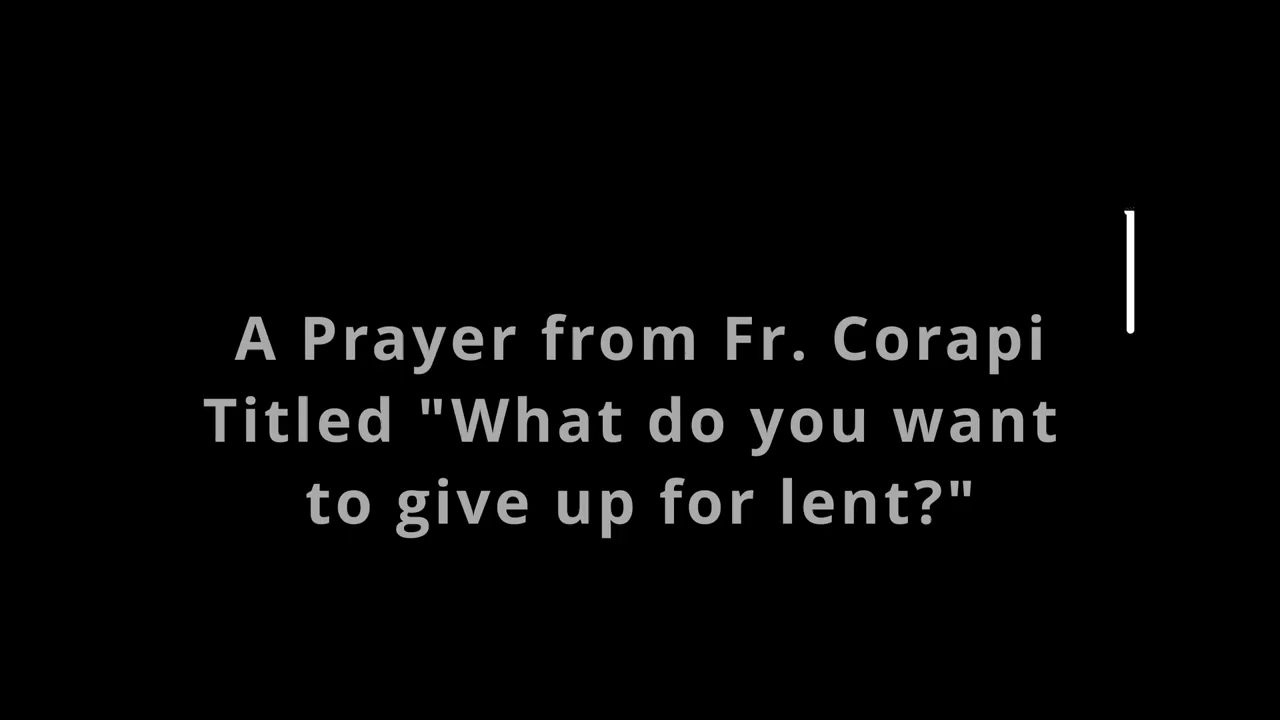 A Prayer from Fr. Corapi
Titled "What do you want
to give up for lent?"